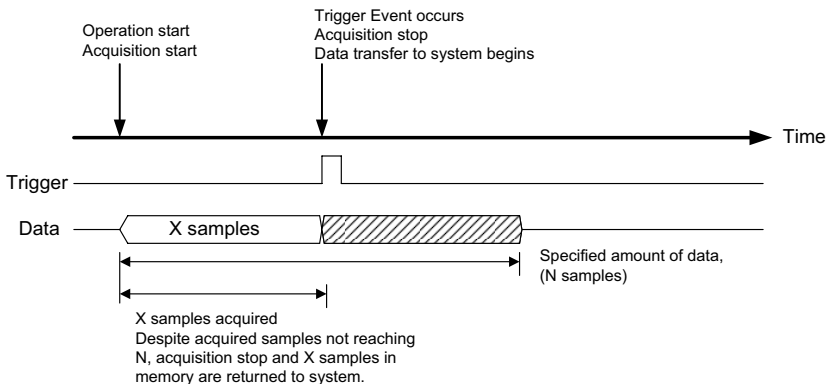 Operation start
Acquisition start
Trigger Event occurs
Acquisition stop
Data transfer to system begins
Time
Trigger
Data
X samples
Specified amount of data,
(N samples)
X samples acquired
Despite acquired samples not reaching
N, acquisition stop and X samples in
memory are returned to system.